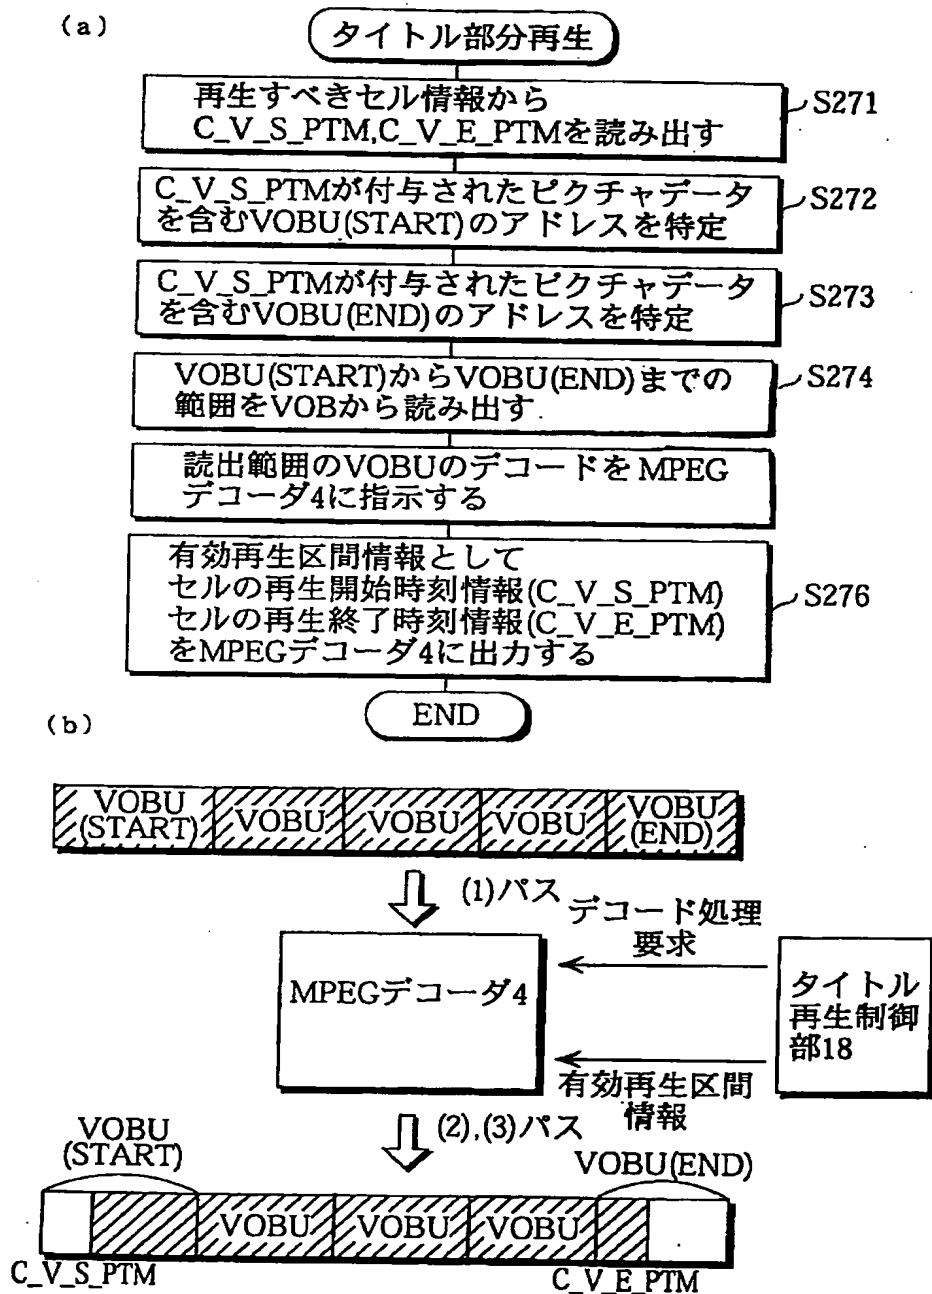 (a)
タイトル部分再生
再生すべきセル情報から
C_V_S_PTM,C_V_E_PTMを読み出す
S271
C_V_S_PTMが付与されたピクチャデータ
を含むVOBU(START)のアドレスを特定
S272
C_V_S_PTMが付与されたピクチャデータ
を含むVOBU(END)のアドレスを特定
S273
VOBU(START)からVOBU(END)までの
範囲をVOBから読み出す
S274
読出範囲のVOBUのデコードをMPEG
デコーダ4に指示する
有効再生区間情報として
セルの再生開始時刻情報(C_V_S_PTM)
セルの再生終了時刻情報(C_V_E_PTM)
をMPEGデコーダ4に出力する
S276
END
(b)
VOBU
(START)
VOBU
VOBU
VOBU
VOBU
(END)
(1)パス
デコード処理
要求
MPEGデコーダ4
タイトル
再生制御
部18
有効再生区間
情報
(2),(3)パス
VOBU
(START)
VOBU(END)
VOBU
VOBU
VOBU
C_V_S_PTM
C_V_E_PTM